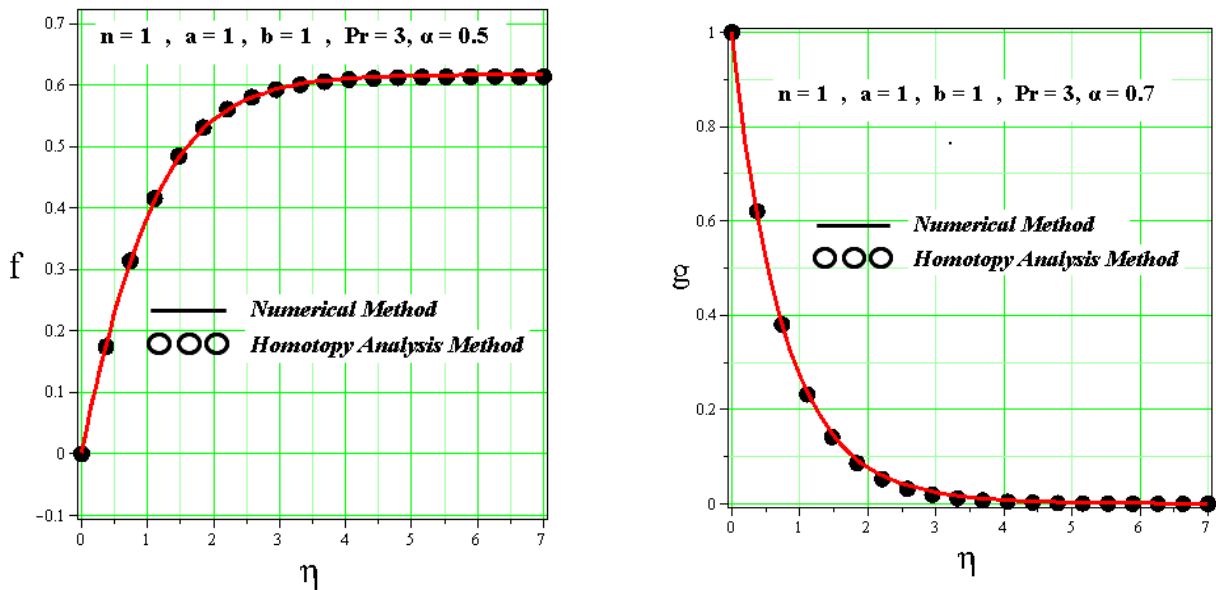 0.7
n = 1 , a = 1 , b = 1 , Pr = 3, α = 0.5
0.6
0.5
0.4
f
0.3
Numerical Method
0.2
Homotopy Analysis Method
0.1
0
-0.1
0 1 2 3 4 5 6 7
η
1
n = 1 , a = 1 , b = 1 , Pr = 3, α = 0.7
0.8
0.6
Numerical Method
Homotopy Analysis Method
g
0.4
0.2
0
0 1 2 3 4 5 6 7
η